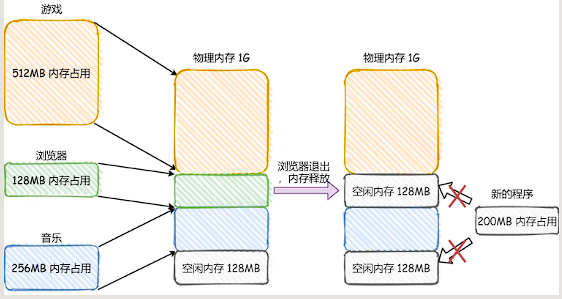 游戏
512MB 内存占用
浏览器
128MB 内存占用
音乐
256MB 内存占用
物理内存 1G
空闲内存 128MB
浏览器退出
，内存释放
物理内存 1G
空闲内存 128MB
空闲内存 128MB
新的程序
200MB 内存占用